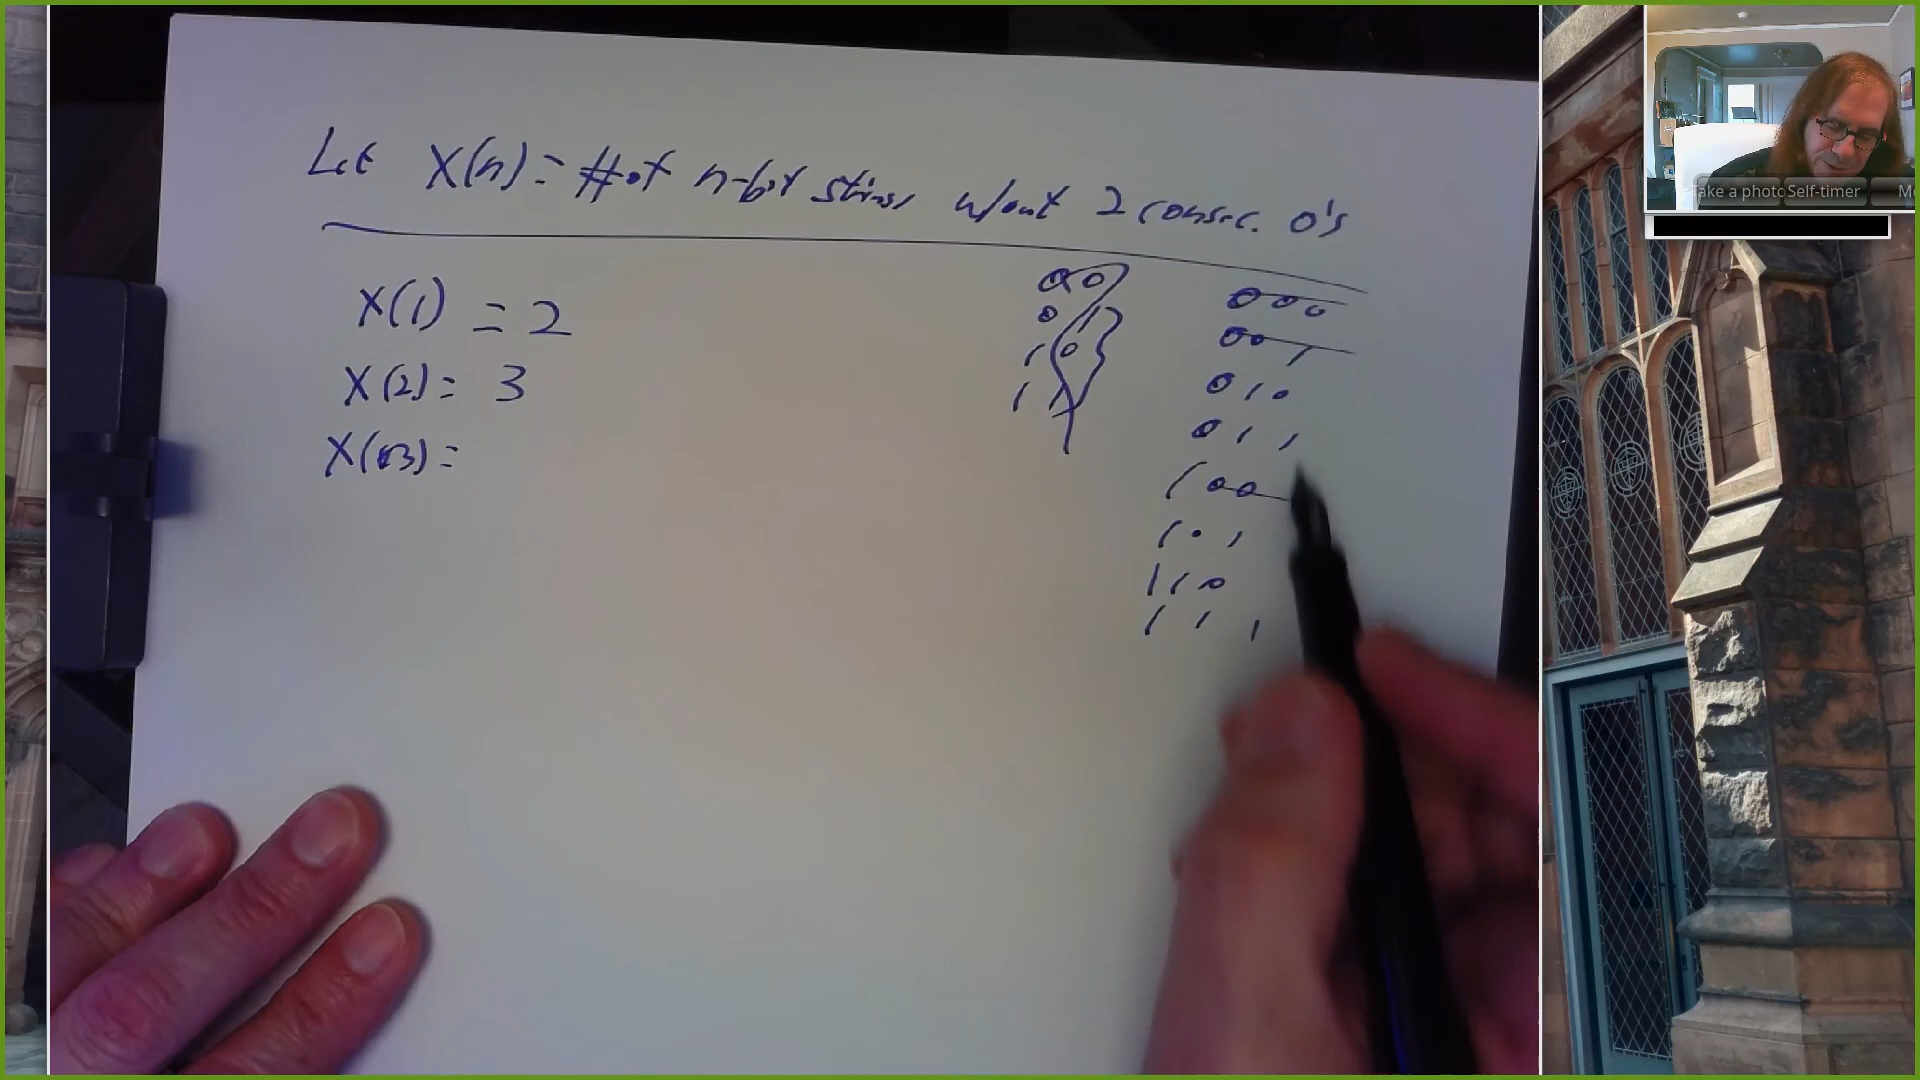 Let X(n) = # of n-bit strings w/out 2 consec. 0's
X(1) = 2
X(2) = 3
X(3) =
00
01
10
11
000
001
010
011
100
101
110
111
Take a photo Self-timer